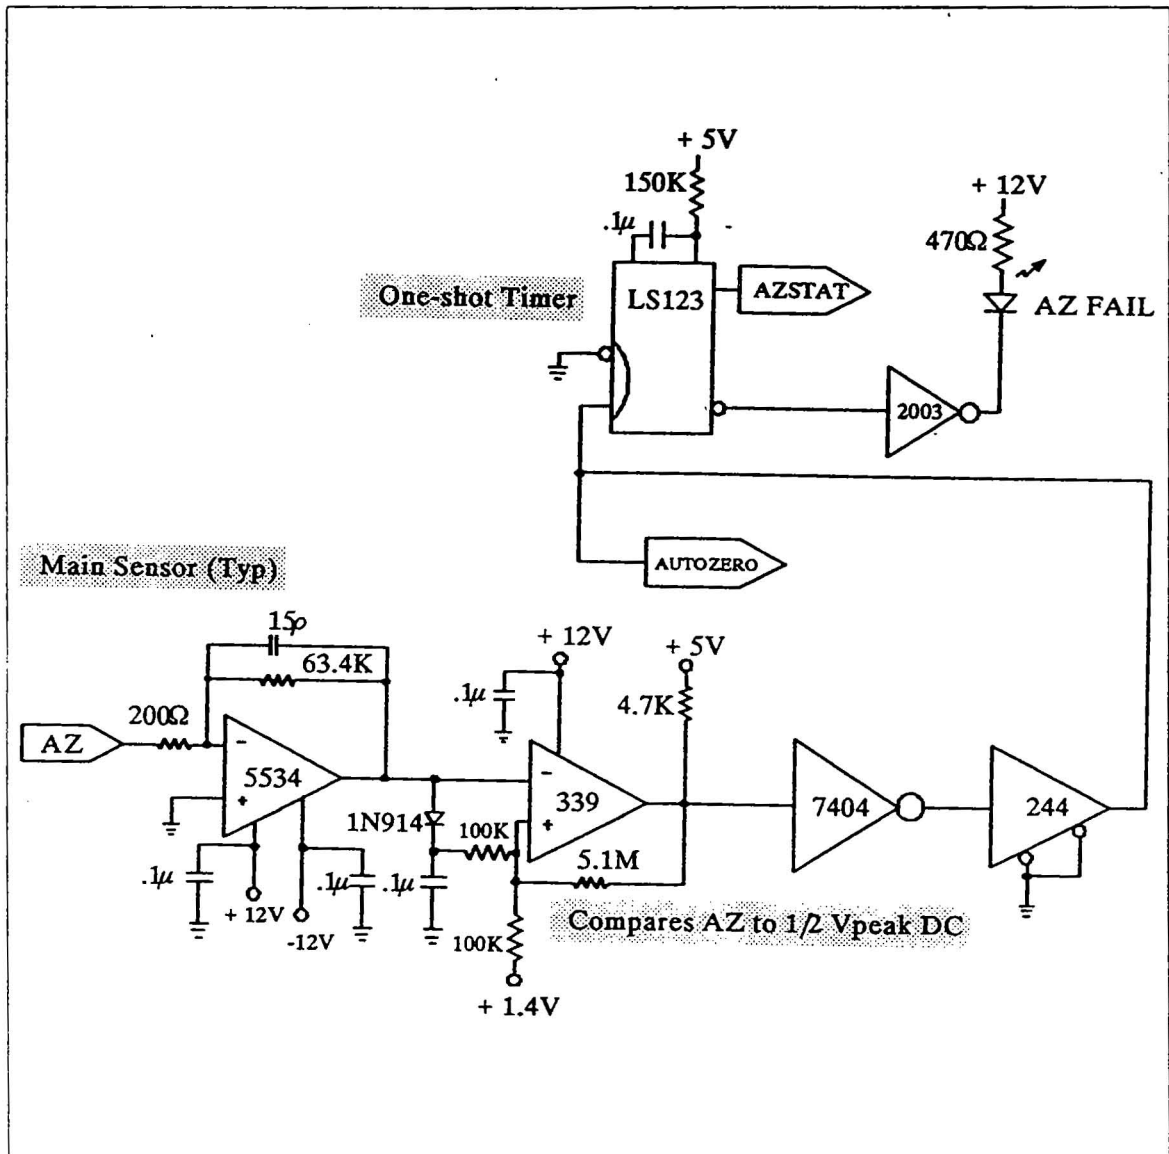 + 5V
150K
.1μ
+ 12V
470Ω
One-shot Timer
LS123
AZSTAT
AZ FAIL
2003
AUTOZERO
Main Sensor (Typ)
15p
63.4K
+ 12V
+ 5V
.1μ
4.7K
200Ω
AZ
-
5534
+
-
339
+
7404
244
1N914
100K
5.1M
.1μ
.1μ
.1μ
+ 12V
-12V
Compares AZ to 1/2 Vpeak DC
100K
+ 1.4V